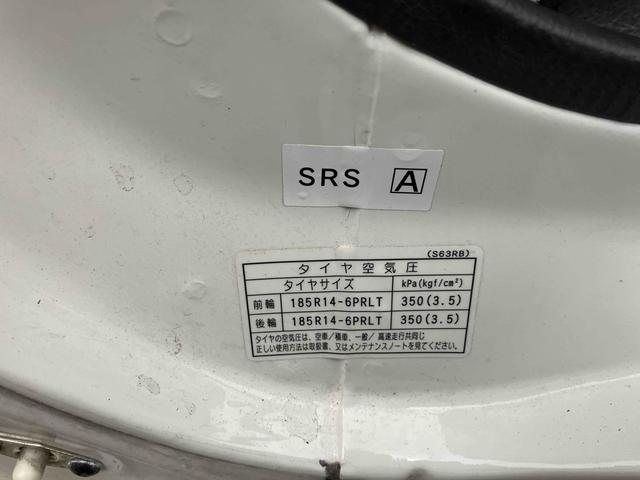 SRS A
(S63RB)
タイヤ空気圧
タイヤサイズ kPa(kgf/cm²)
前輪 185R14-6PRLT 350(3.5)
後輪 185R14-6PRLT 350(3.5)
タイヤの空気圧は、空車/積車、一般/高速走行共同じ
正しい使用方法は取扱書、又はメンテナンスノートを見てください。